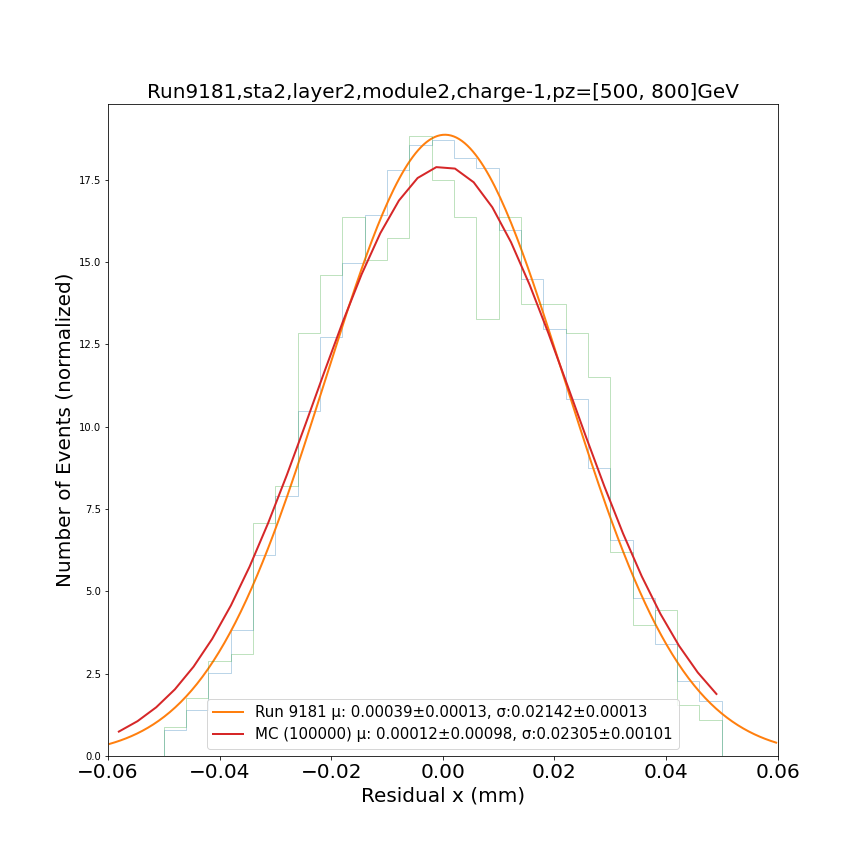 Run9181,sta2,layer2,module2,charge-1,pz=[500, 800]GeV
Number of Events (normalized)
17.5
15.0
12.5
10.0
7.5
5.0
2.5
0.0
Run 9181 μ: 0.00039±0.00013, σ:0.02142±0.00013
MC (100000) μ: 0.00012±0.00098, σ:0.02305±0.00101
−0.06 −0.04 −0.02 0.00 0.02 0.04 0.06
Residual x (mm)